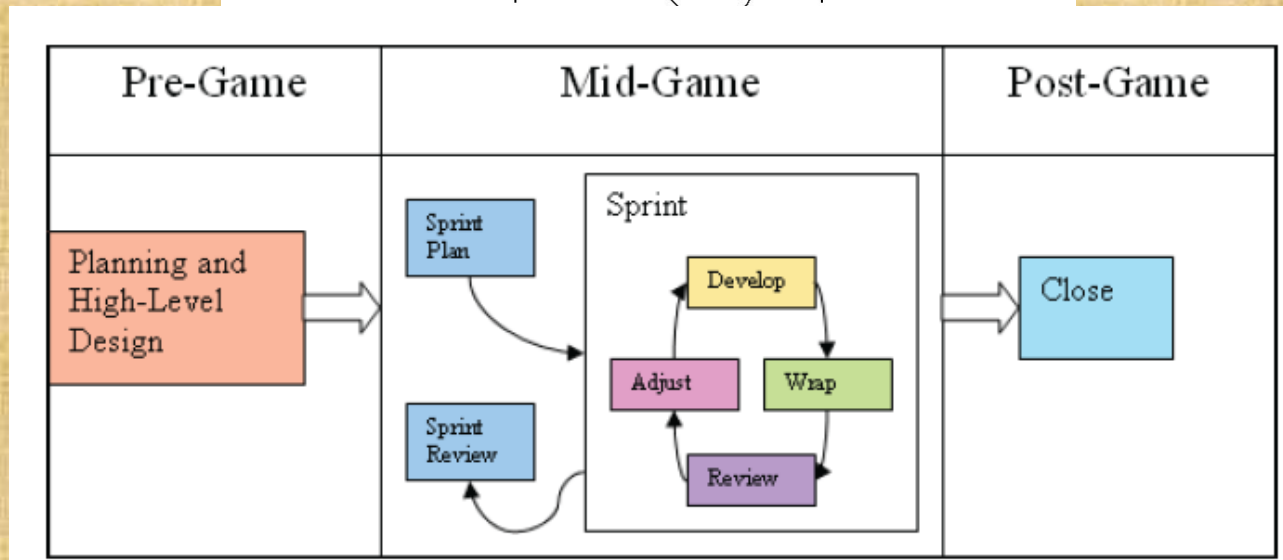 Pre-Game
Mid-Game
Post-Game
Planning and
High-Level
Design
Sprint
Plan
Sprint
Review
Sprint
Develop
Adjust
Wrap
Review
Close